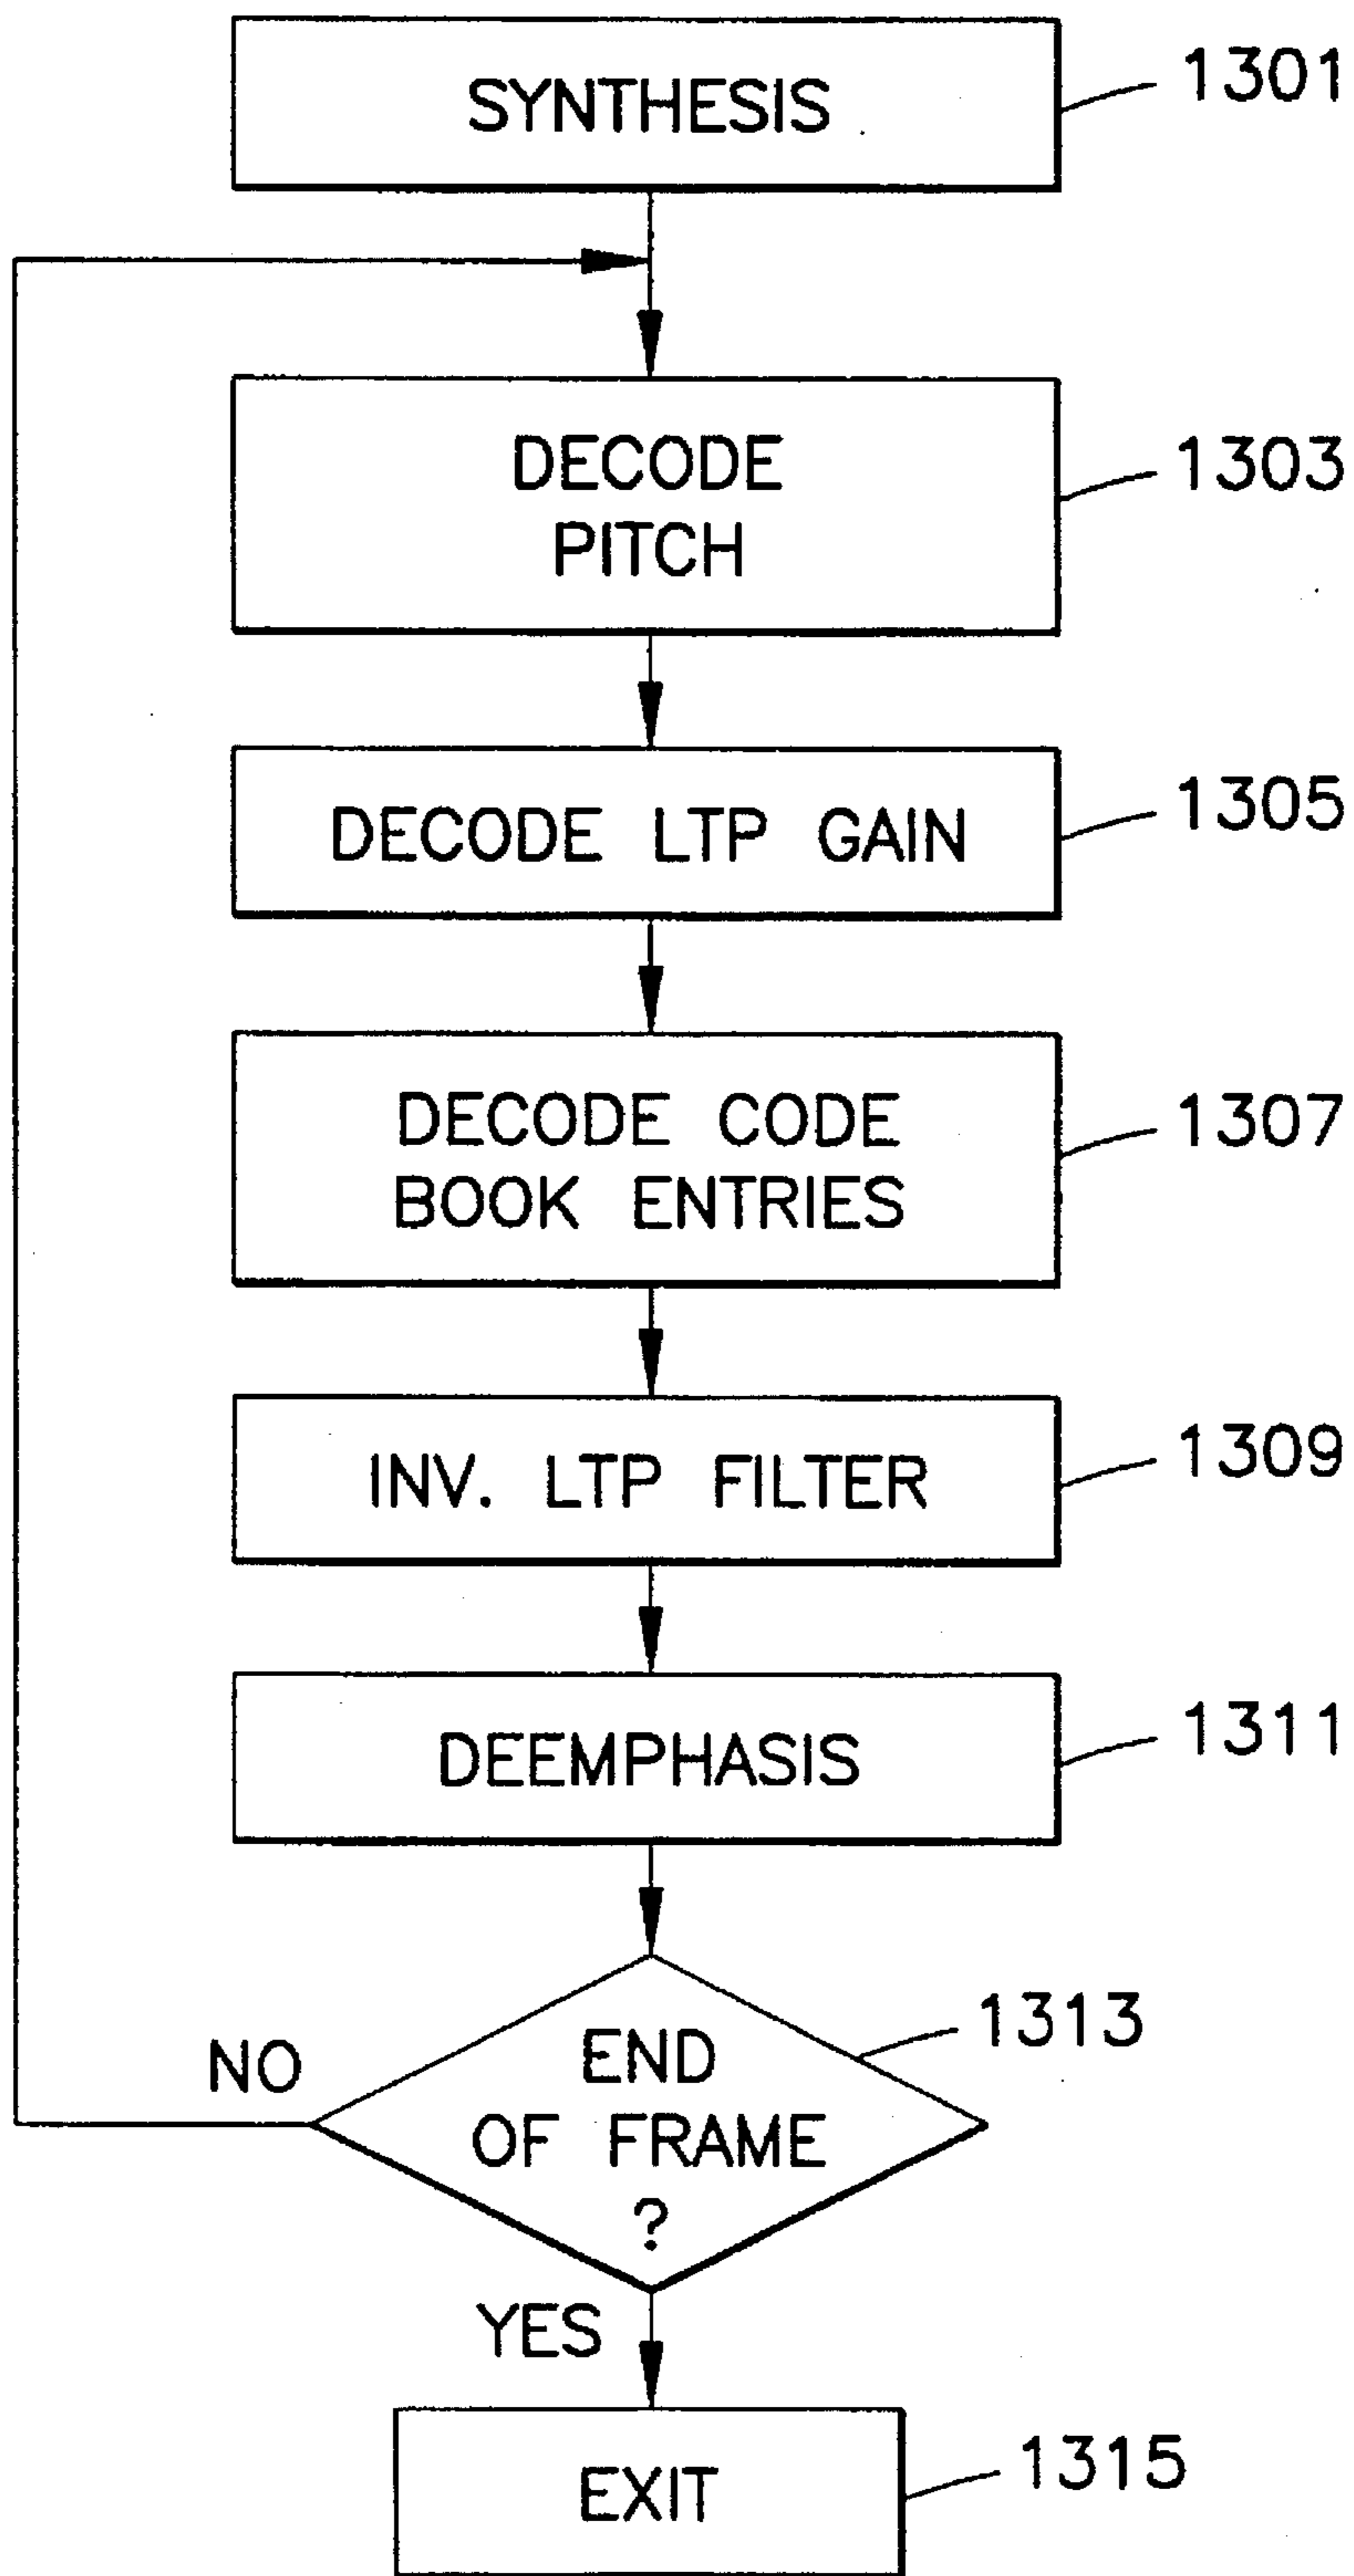 SYNTHESIS
1301
DECODE
PITCH
1303
DECODE LTP GAIN
1305
DECODE CODE
BOOK ENTRIES
1307
INV. LTP FILTER
1309
DEEMPHASIS
1311
END
OF FRAME
?
1313
NO
YES
EXIT
1315